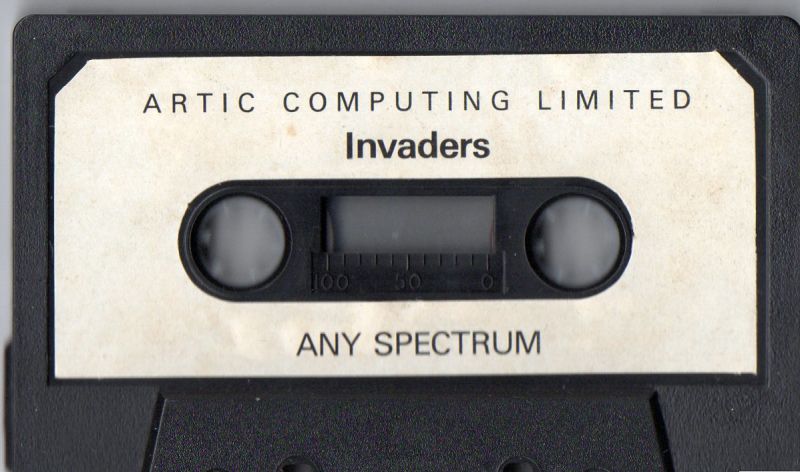 ARTIC COMPUTING LIMITED
Invaders
100 50 0
ANY SPECTRUM